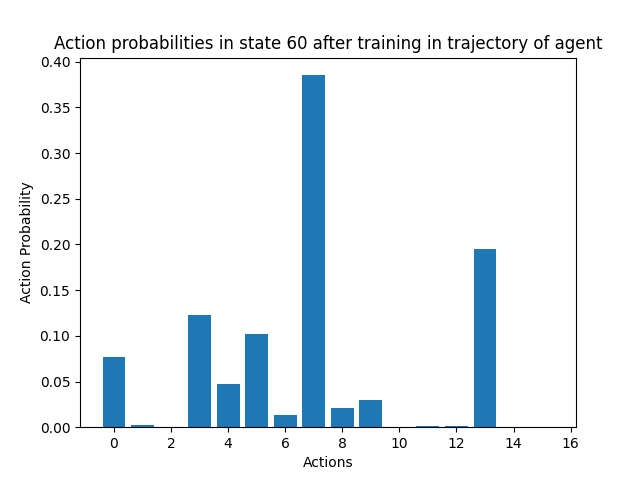 Action probabilities in state 60 after training in trajectory of agent
0.40
0.35
0.30
0.25
0.20
0.15
0.10
0.05
0.00
Action Probability
0 2 4 6 8 10 12 14 16
Actions